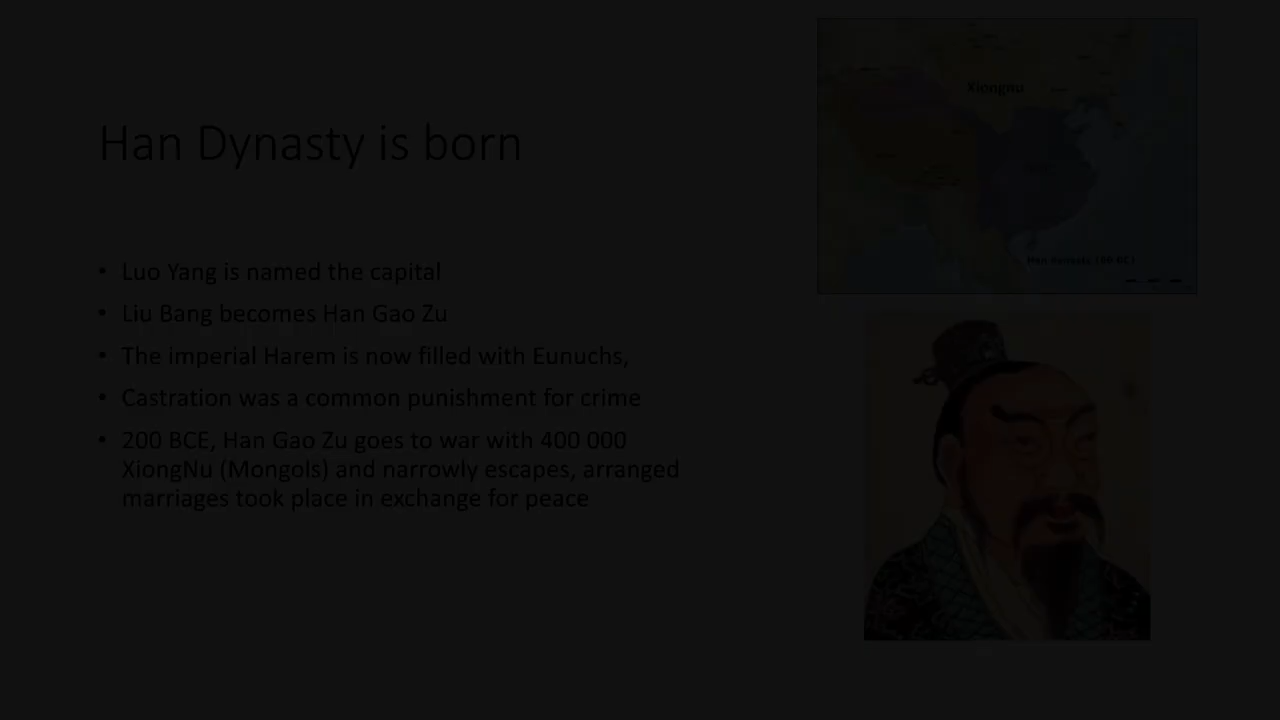 Han Dynasty is born
• Luo Yang is named the capital
• Liu Bang becomes Han Gao Zu
• The imperial Harem is now filled with Eunuchs,
• Castration was a common punishment for crime
• 200 BCE, Han Gao Zu goes to war with 400 000
XiongNu (Mongols) and narrowly escapes, arranged
marriages took place in exchange for peace
Xiongnu